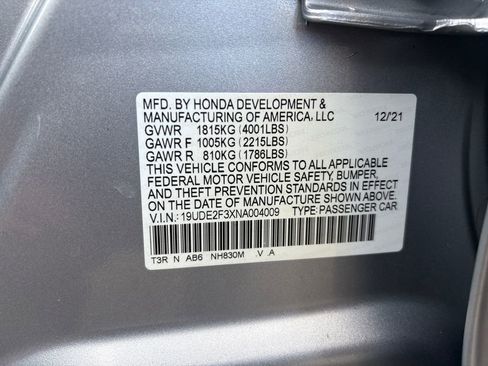 MFD. BY HONDA DEVELOPMENT &
MANUFACTURING OF AMERICA, LLC 12/21
GVWR 1815KG (4001LBS)
GAWR F 1005KG (2215LBS)
GAWR R 810KG (1786LBS)
THIS VEHICLE CONFORMS TO ALL APPLICABLE
FEDERAL MOTOR VEHICLE SAFETY, BUMPER,
AND THEFT PREVENTION STANDARDS IN EFFECT
ON THE DATE OF MANUFACTURE SHOWN ABOVE.
V.I.N.: 19UDE2F3XNA004009 TYPE: PASSENGER CAR
T3R N AB6 NH830M .V .A